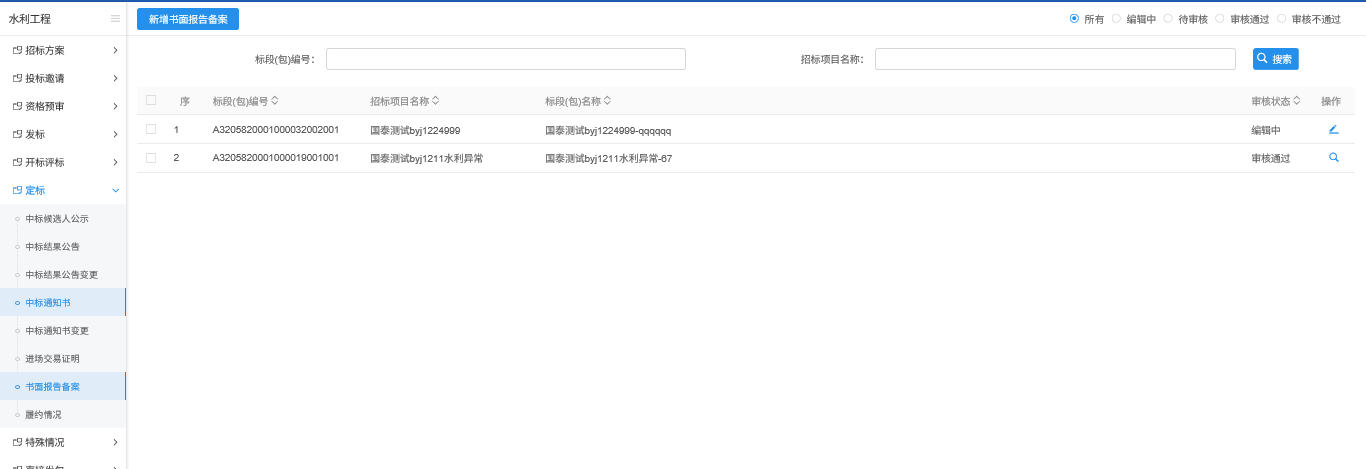 水利工程
新增书面报告备案
所有 编辑中 待审核 审核通过 审核不通过
招标方案
投标邀请
资格预审
发标
开标评标
定标
中标候选人公示
中标结果公告
中标结果公告变更
中标通知书
中标通知书变更
进场交易证明
书面报告备案
履约情况
特殊情况
直接发包
标段(包)编号： 招标项目名称： 搜索
序 标段(包)编号 招标项目名称 标段(包)名称 审核状态 操作
1 A3205820001000032002001 国泰测试byj1224999 国泰测试byj1224999-qqqqqq 编辑中
2 A3205820001000019001001 国泰测试byj1211水利异常 国泰测试byj1211水利异常-67 审核通过